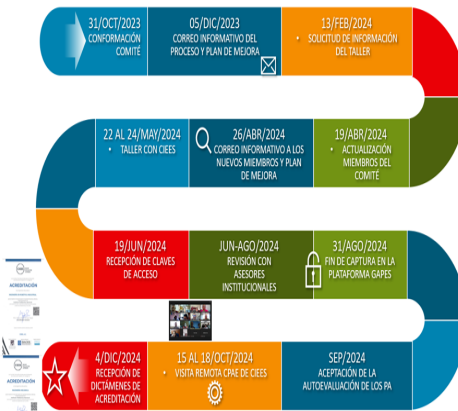 31/OCT/2023
CONFORMACIÓN
COMITÉ
05/DIC/2023
CORREO INFORMATIVO DEL
PROCESO Y PLAN DE MEJORA
13/FEB/2024
• SOLICITUD DE INFORMACIÓN
DEL TALLER
19/ABR/2024
• ACTUALIZACIÓN
MIEMBROS DEL
COMITÉ
26/ABR/2024
CORREO INFORMATIVO A LOS
NUEVOS MIEMBROS Y PLAN
DE MEJORA
22 AL 24/MAY/2024
• TALLER CON CIEES
19/JUN/2024
RECEPCIÓN DE CLAVES
DE ACCESO
JUN-AGO/2024
REVISIÓN CON
ASESORES
INSTITUCIONALES
31/AGO/2024
FIN DE CAPTURA EN LA
PLATAFORMA GAPES
SEP/2024
ACEPTACIÓN DE LA
AUTOEVALUACIÓN DE LOS PA
15 AL 18/OCT/2024
• VISITA REMOTA CPAE DE CIEES
4/DIC/2024
RECEPCIÓN DE
DICTÁMENES DE
ACREDITACIÓN
ACREDITACIÓN
ACREDITACIÓN